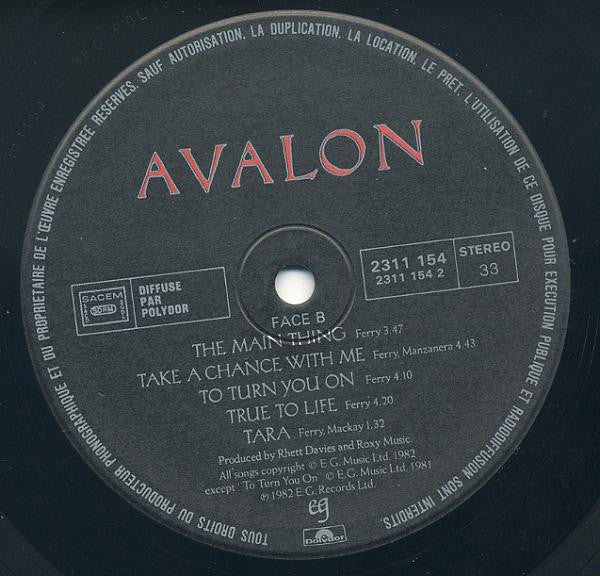 TOUS DROITS DU PRODUCTEUR PHONOGRAPHIQUE ET DU PROPRIETAIRE DE L'ŒUVRE ENREGISTREE RESERVES. SAUF AUTORISATION, LA DUPLICATION, LA LOCATION, LE PRET, L'UTILISATION DE CE DISQUE POUR EXECUTION PUBLIQUE ET RADIODIFFUSION SONT INTERDITS.
AVALON
SACEM
SDRM
DIFFUSE
PAR
POLYDOR
2311 154
2311 154 2
STEREO
33
FACE B
THE MAIN THING Ferry 3.47
TAKE A CHANCE WITH ME Ferry, Manzanera 4 43
TO TURN YOU ON Ferry 4.10
TRUE TO LIFE Ferry 4.20
TARA Ferry, Mackay 1.32
Produced by Rhett Davies and Roxy Music
All songs copyright © E.G. Music Ltd. 1982
except "To Turn You On" © E.G. Music Ltd. 1981
℗ 1982 E.G. Records Ltd.
eg
Polydor